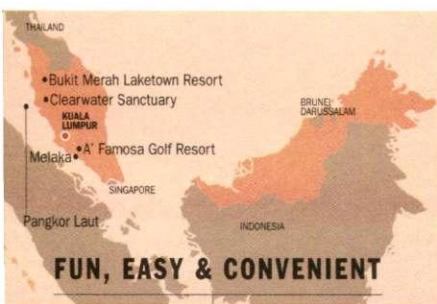 THAILAND
•Bukit Merah Laketown Resort
•Clearwater Sanctuary
KUALA
LUMPUR
•A' Famosa Golf Resort
Melaka•
BRUNEI
DARUSSALAM
SINGAPORE
Pangkor Laut
INDONESIA
FUN, EASY & CONVENIENT